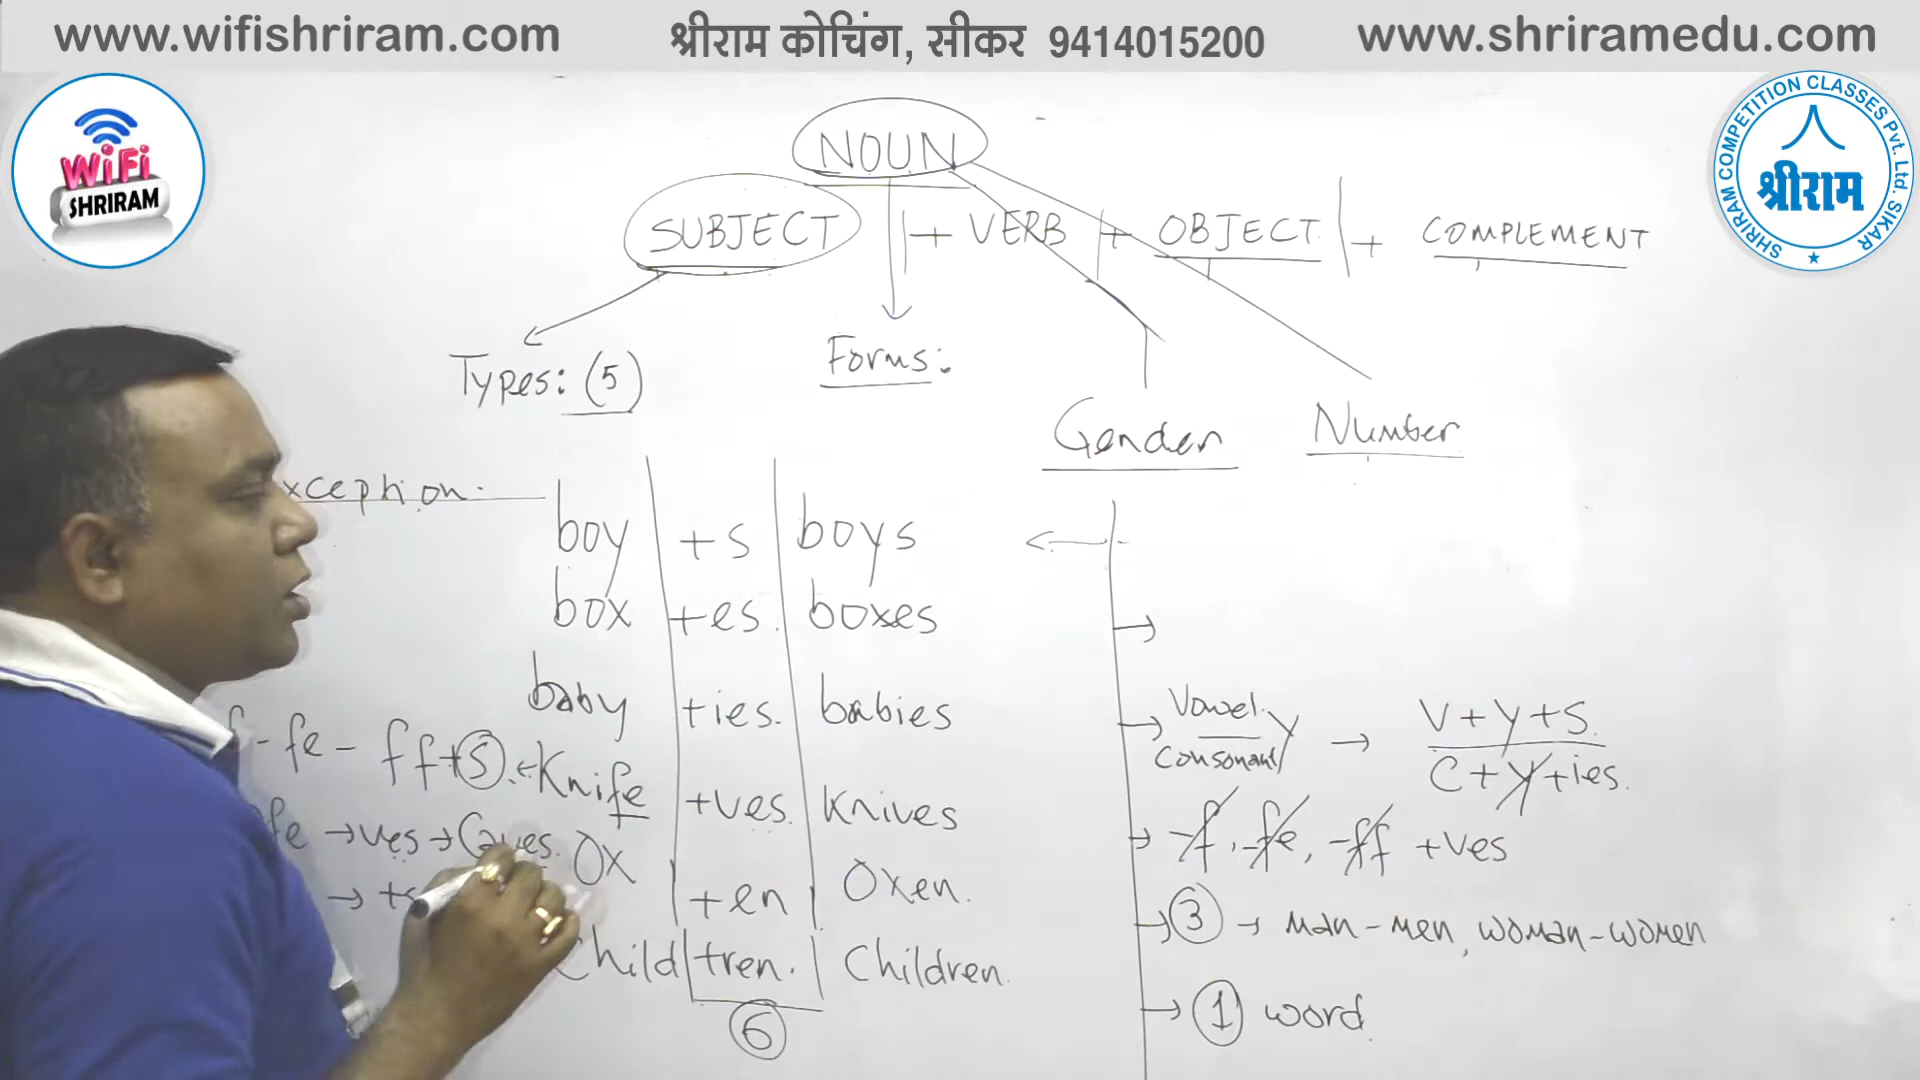 www.wifishriram.com श्रीराम कोचिंग, सीकर 9414015200 www.shriramedu.com
WiFi
SHRIRAM
SHRIRAM COMPETITION CLASSES Pvt. Ltd. SIKAR
श्रीराम
NOUN
SUBJECT + VERB + OBJECT + COMPLEMENT
Types: (5)
Forms:
Gender
Number
xception.
boy +s boys
box +es. boxes
baby +ies. babies
Knife +ves. Knives
OX +en Oxen.
Child +ren. Children.
6
- fe - ff+S.
fe → ves →
Vowel y
Consonant
→ V+y+s.
C+y+ies.
→ -f, -fe, -ff +ves
→ 3 → man-men, woman-women
→ 1 word